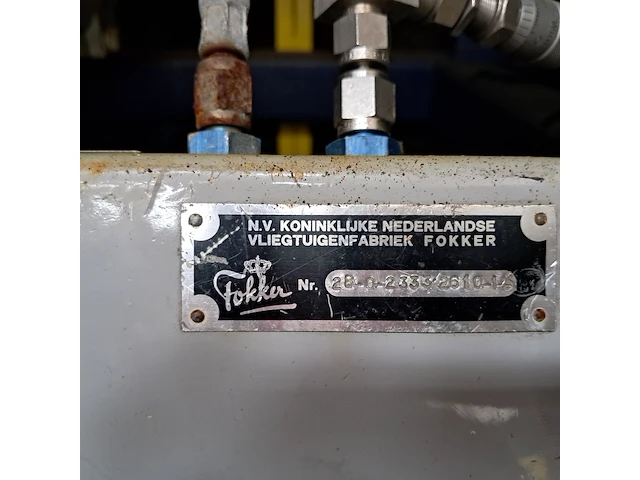 N.V. KONINKLIJKE NEDERLANDSE
VLIEGTUIGENFABRIEK FOKKER
Fokker Nr.